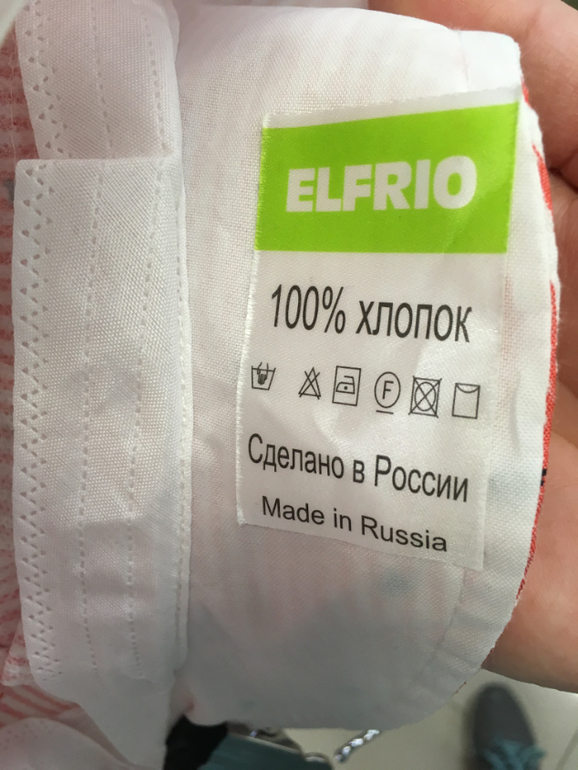 ELFRIO
100% хлопок
F
Сделано в России
Made in Russia